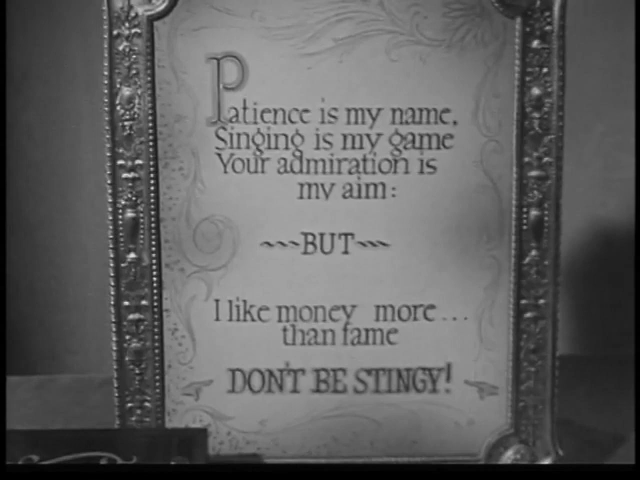 Patience is my name,
Singing is my game
Your admiration is
my aim:
~~~BUT~~~
I like money more...
than fame
DON'T BE STINGY!